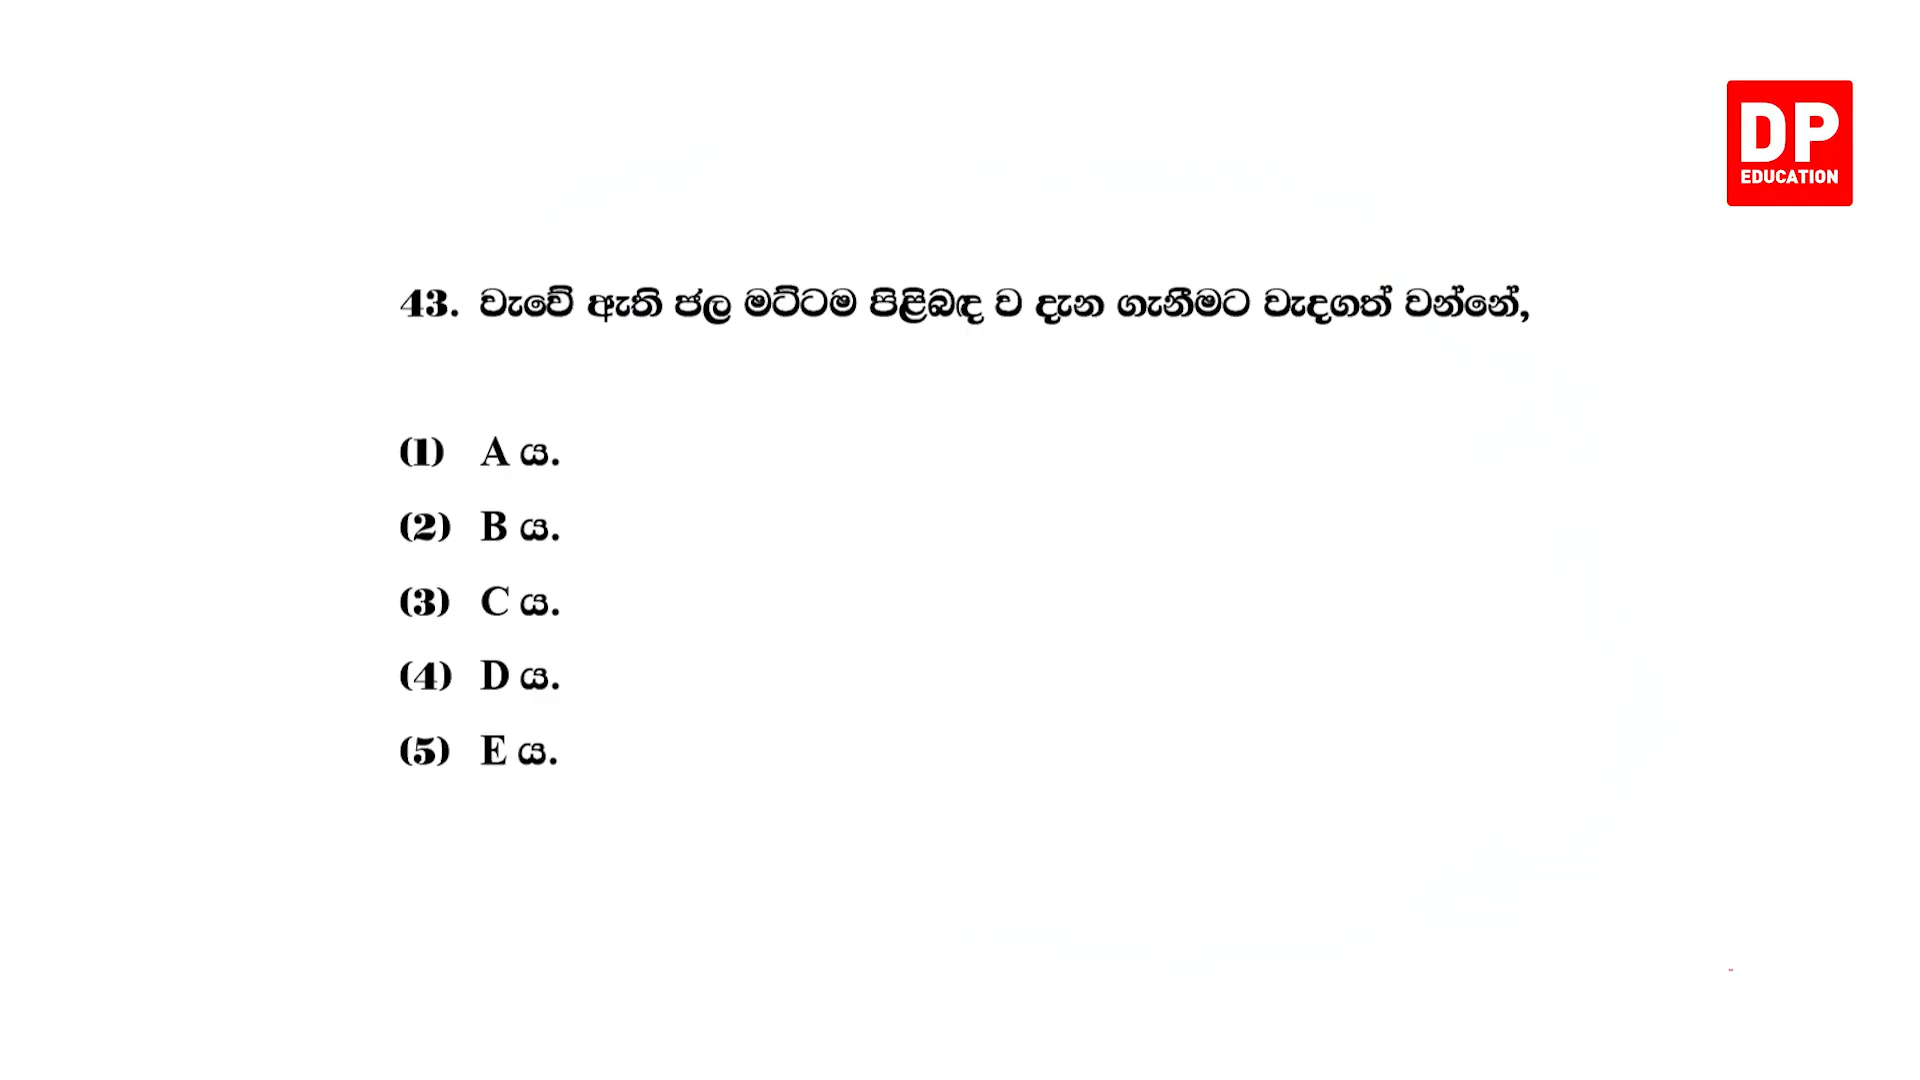 DP
EDUCATION
43. වැවේ ඇති ජල මට්ටම පිළිබඳ ව දැන ගැනීමට වැදගත් වන්නේ,
(1) A ය.
(2) B ය.
(3) C ය.
(4) D ය.
(5) E ය.